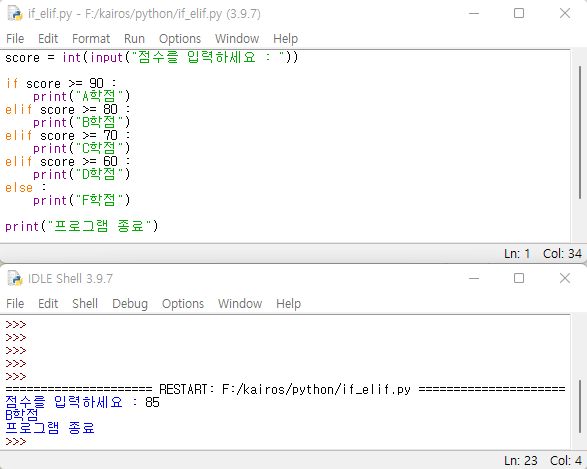 if_elif.py - F:/kairos/python/if_elif.py (3.9.7)
File Edit Format Run Options Window Help
score = int(input("점수를 입력하세요 : "))
if score >= 90 :
    print("A학점")
elif score >= 80 :
    print("B학점")
elif score >= 70 :
    print("C학점")
elif score >= 60 :
    print("D학점")
else :
    print("F학점")
print("프로그램 종료")
Ln: 1 Col: 34
IDLE Shell 3.9.7
File Edit Shell Debug Options Window Help
>>>
>>>
>>>
>>>
>>>
===================== RESTART: F:/kairos/python/if_elif.py =====================
점수를 입력하세요 : 85
B학점
프로그램 종료
>>>
Ln: 23 Col: 4